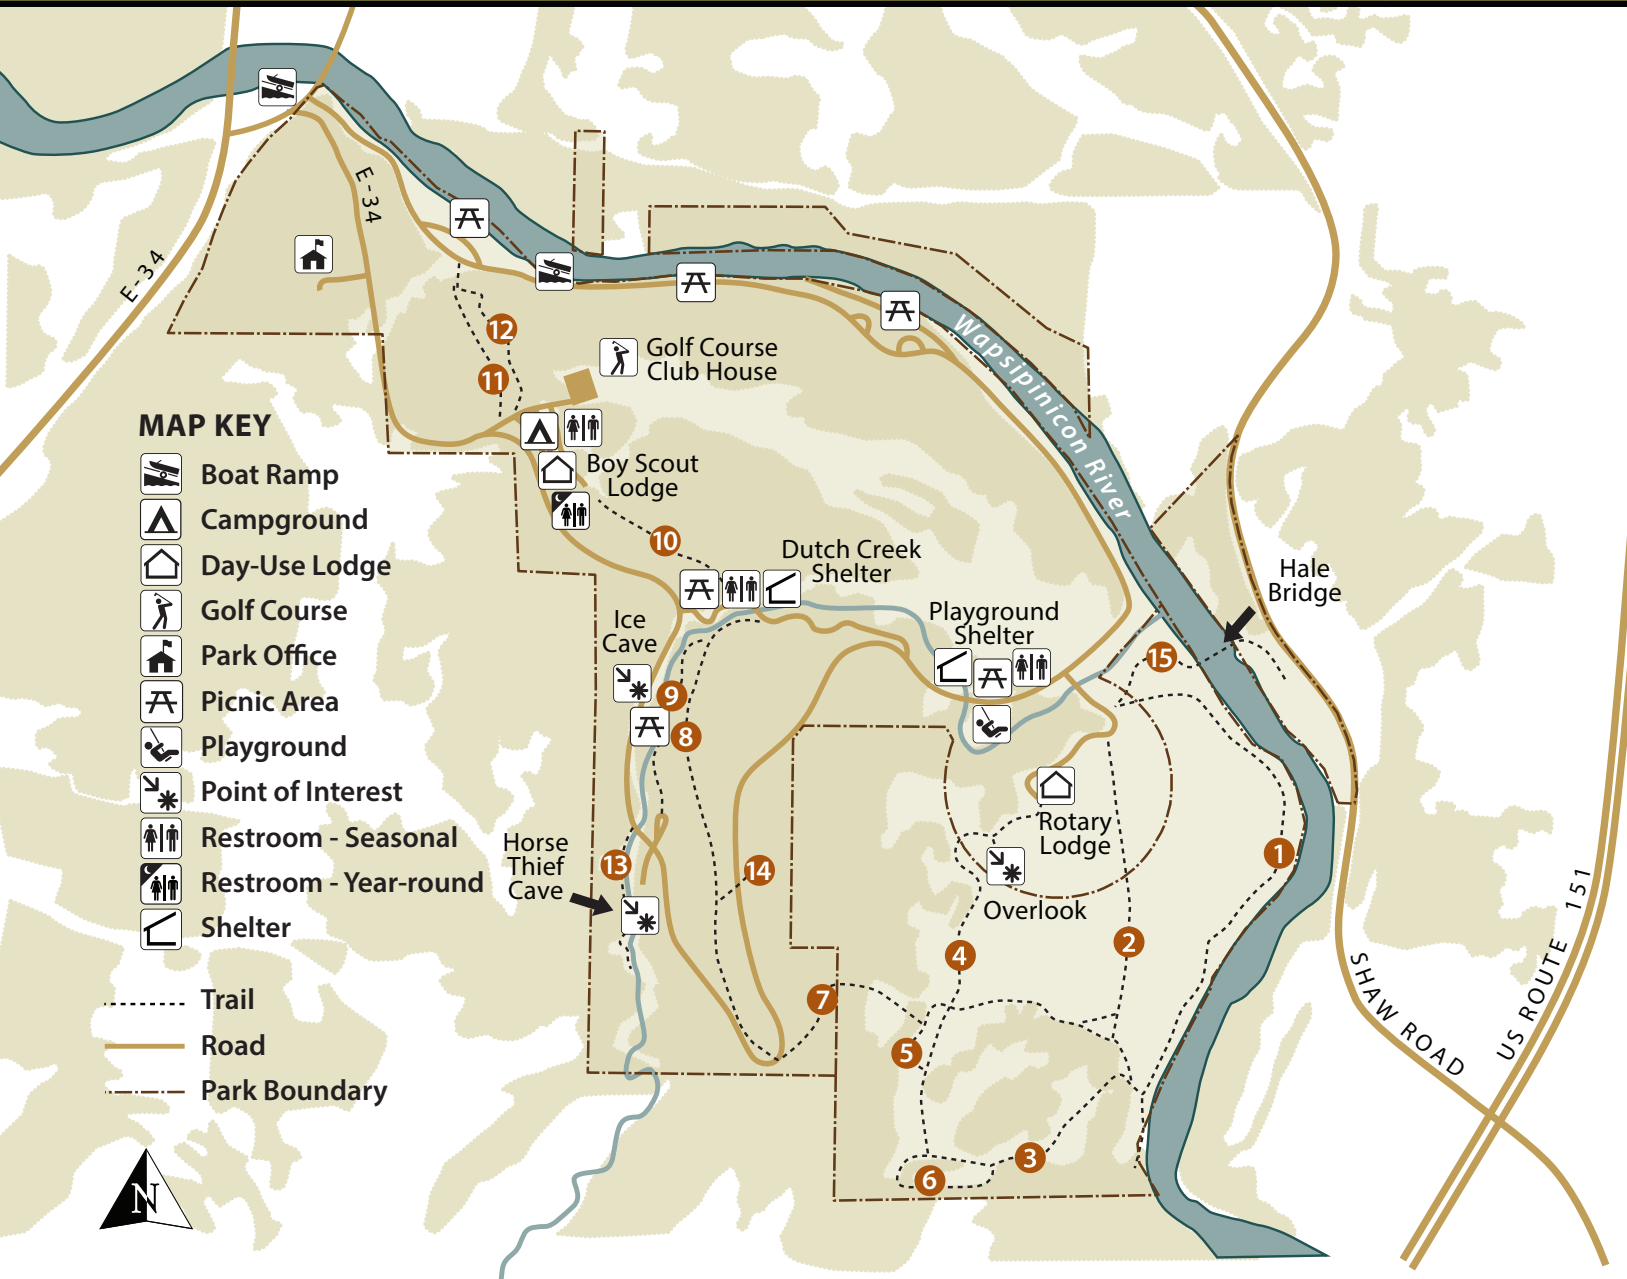 E-34
E-34
12
11
Golf Course
Club House
Wapsipinicon River
MAP KEY
Boat Ramp
Campground
Day-Use Lodge
Golf Course
Park Office
Picnic Area
Playground
Point of Interest
Restroom - Seasonal
Restroom - Year-round
Shelter
Trail
Road
Park Boundary
N
Boy Scout
Lodge
10
Dutch Creek
Shelter
Ice
Cave
9
8
Playground
Shelter
Hale
Bridge
15
Horse
Thief
Cave
13
14
Rotary
Lodge
Overlook
1
2
4
7
5
3
6
SHAW ROAD
US ROUTE 151